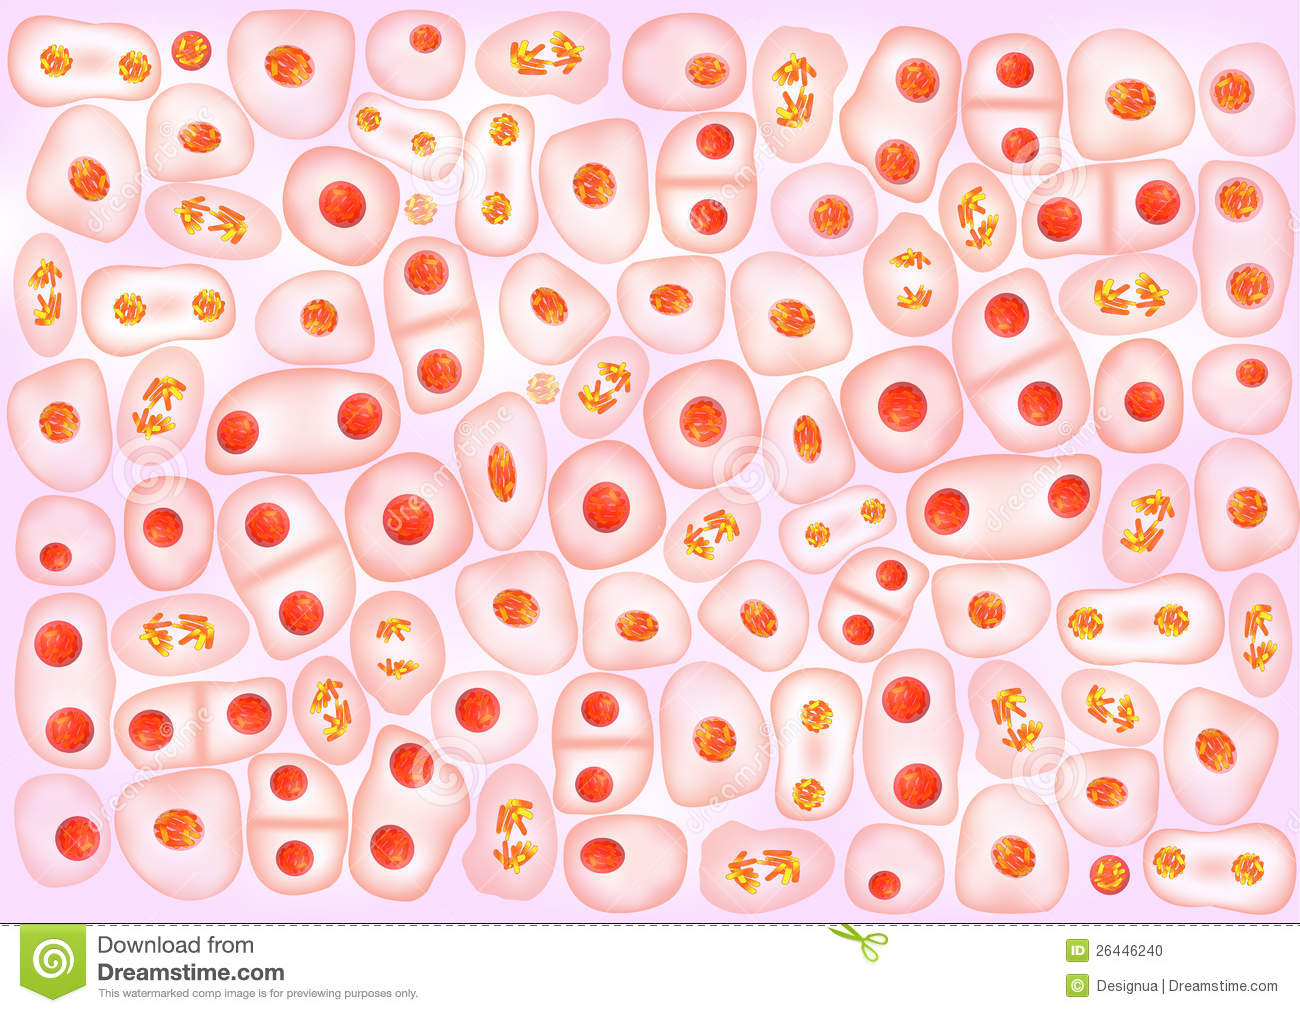 Download from
Dreamstime.com
This watermarked comp image is for previewing purposes only.
ID 26446240
© Designua | Dreamstime.com